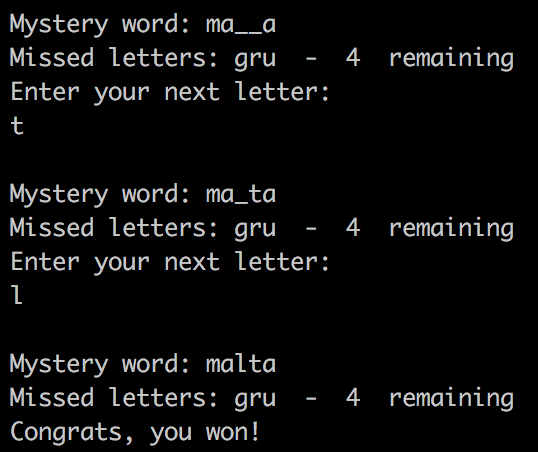 Mystery word: ma__a
Missed letters: gru  -  4  remaining
Enter your next letter:
t
Mystery word: ma_ta
Missed letters: gru  -  4  remaining
Enter your next letter:
l
Mystery word: malta
Missed letters: gru  -  4  remaining
Congrats, you won!